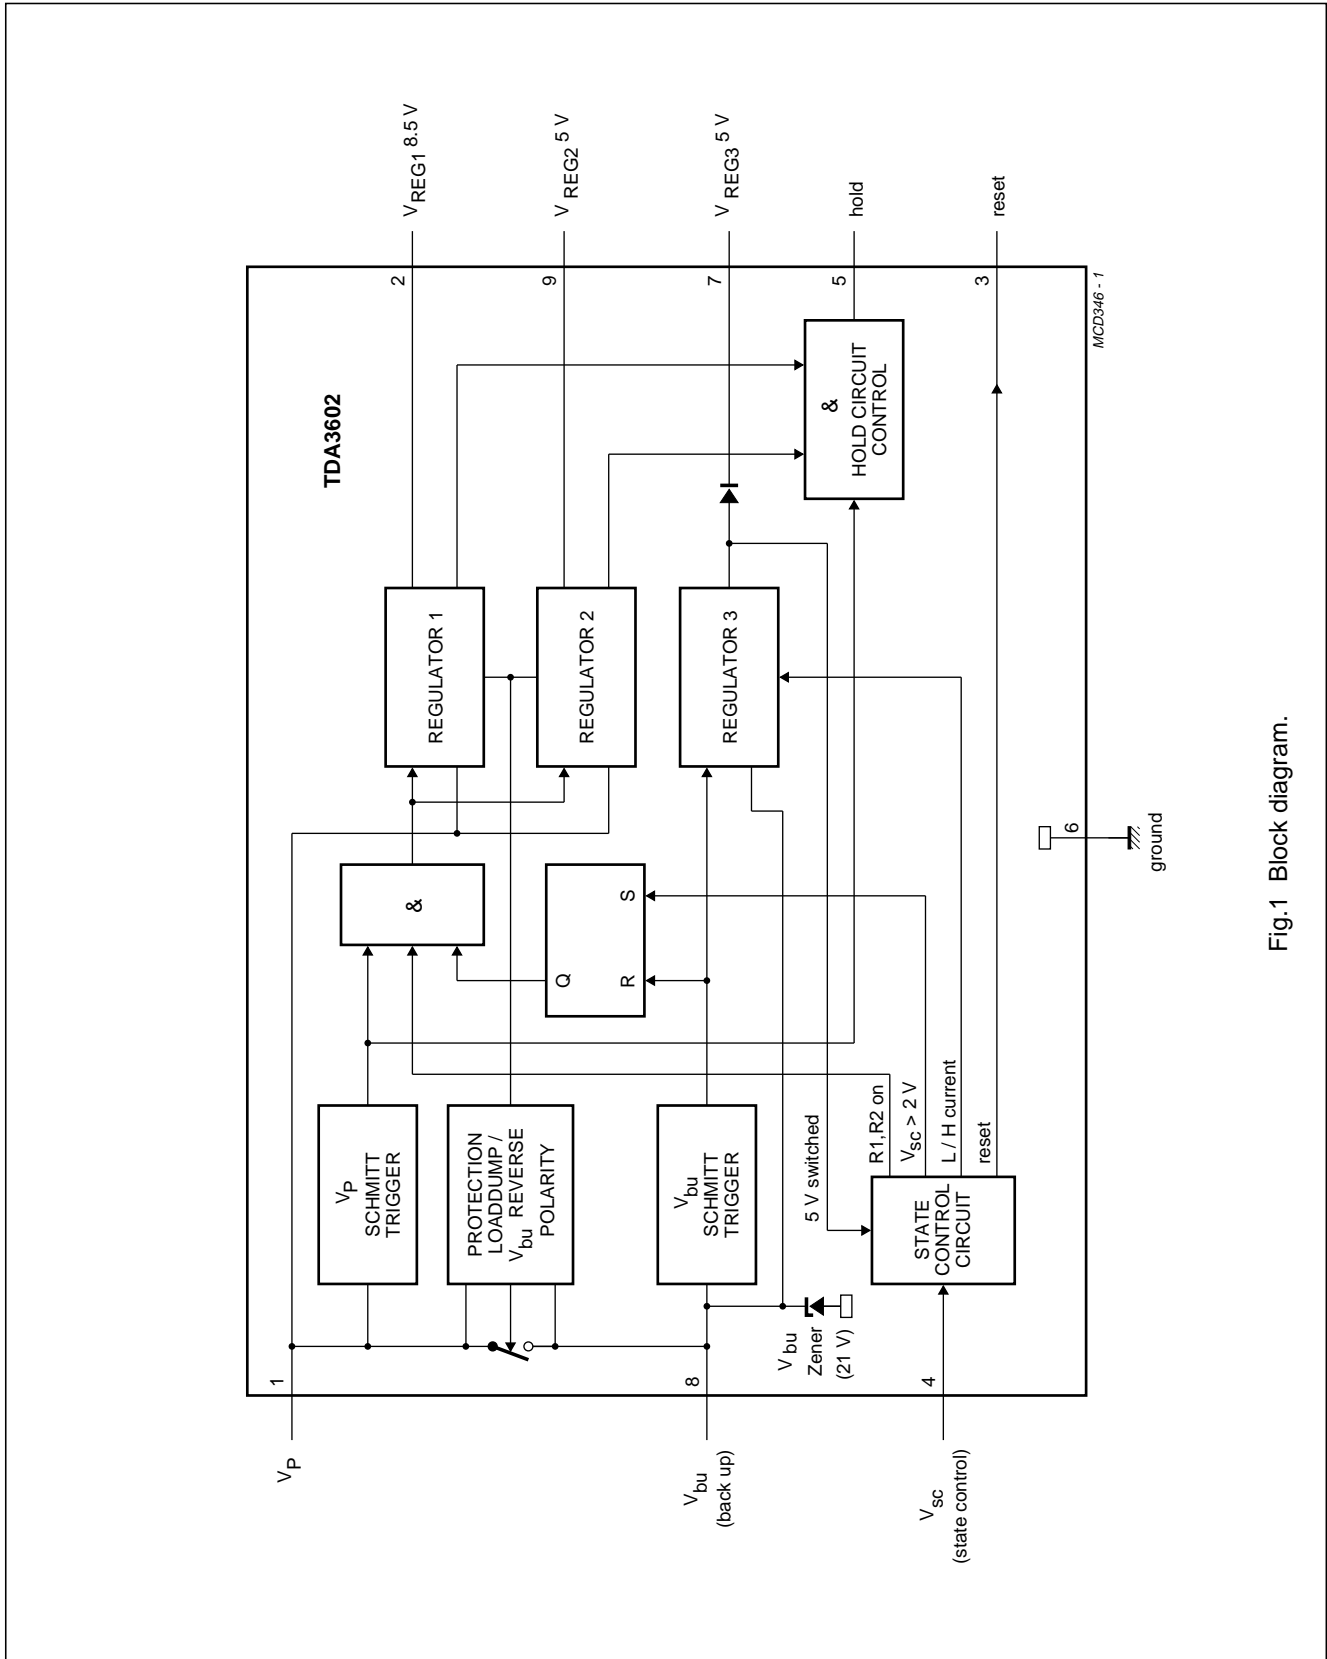 TDA3602
V_P
1
V_P
SCHMITT
TRIGGER
&
REGULATOR 1
2
V_REG1 8.5 V
PROTECTION
LOADDUMP /
V_bu REVERSE
POLARITY
REGULATOR 2
9
V_REG2 5 V
Q
R
S
V_bu
(back up)
8
V_bu
SCHMITT
TRIGGER
REGULATOR 3
7
V_REG3 5 V
V_bu
Zener
(21 V)
5 V switched
&
HOLD CIRCUIT
CONTROL
5
hold
V_sc
(state control)
4
STATE
CONTROL
CIRCUIT
R1,R2 on
V_sc > 2 V
L / H current
reset
3
reset
6
ground
MCD346 - 1
Fig.1 Block diagram.